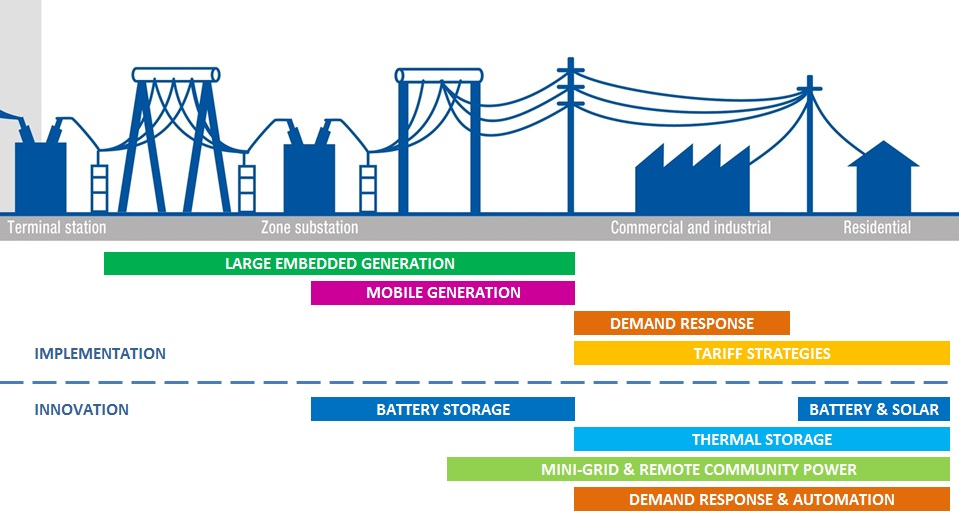 Terminal station
Zone substation
Commercial and industrial
Residential
LARGE EMBEDDED GENERATION
MOBILE GENERATION
DEMAND RESPONSE
IMPLEMENTATION
TARIFF STRATEGIES
INNOVATION
BATTERY STORAGE
BATTERY & SOLAR
THERMAL STORAGE
MINI-GRID & REMOTE COMMUNITY POWER
DEMAND RESPONSE & AUTOMATION